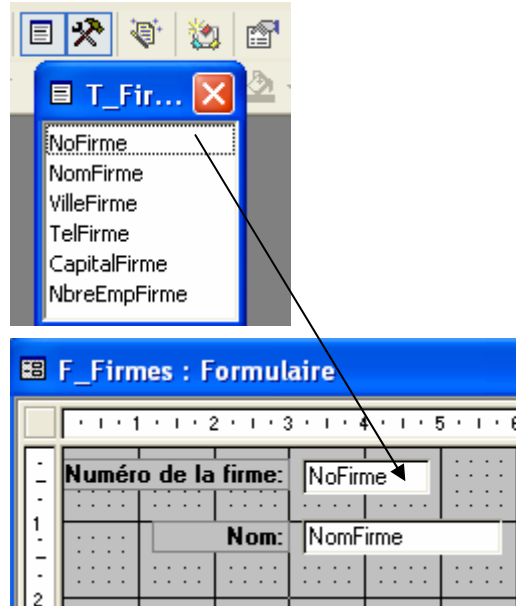 T_Fir...
NoFirme
NomFirme
VilleFirme
TelFirme
CapitalFirme
NbreEmpFirme
F_Firmes : Formulaire
1 2 3 4 5 6
Numéro de la firme: NoFirme
1
Nom: NomFirme
2